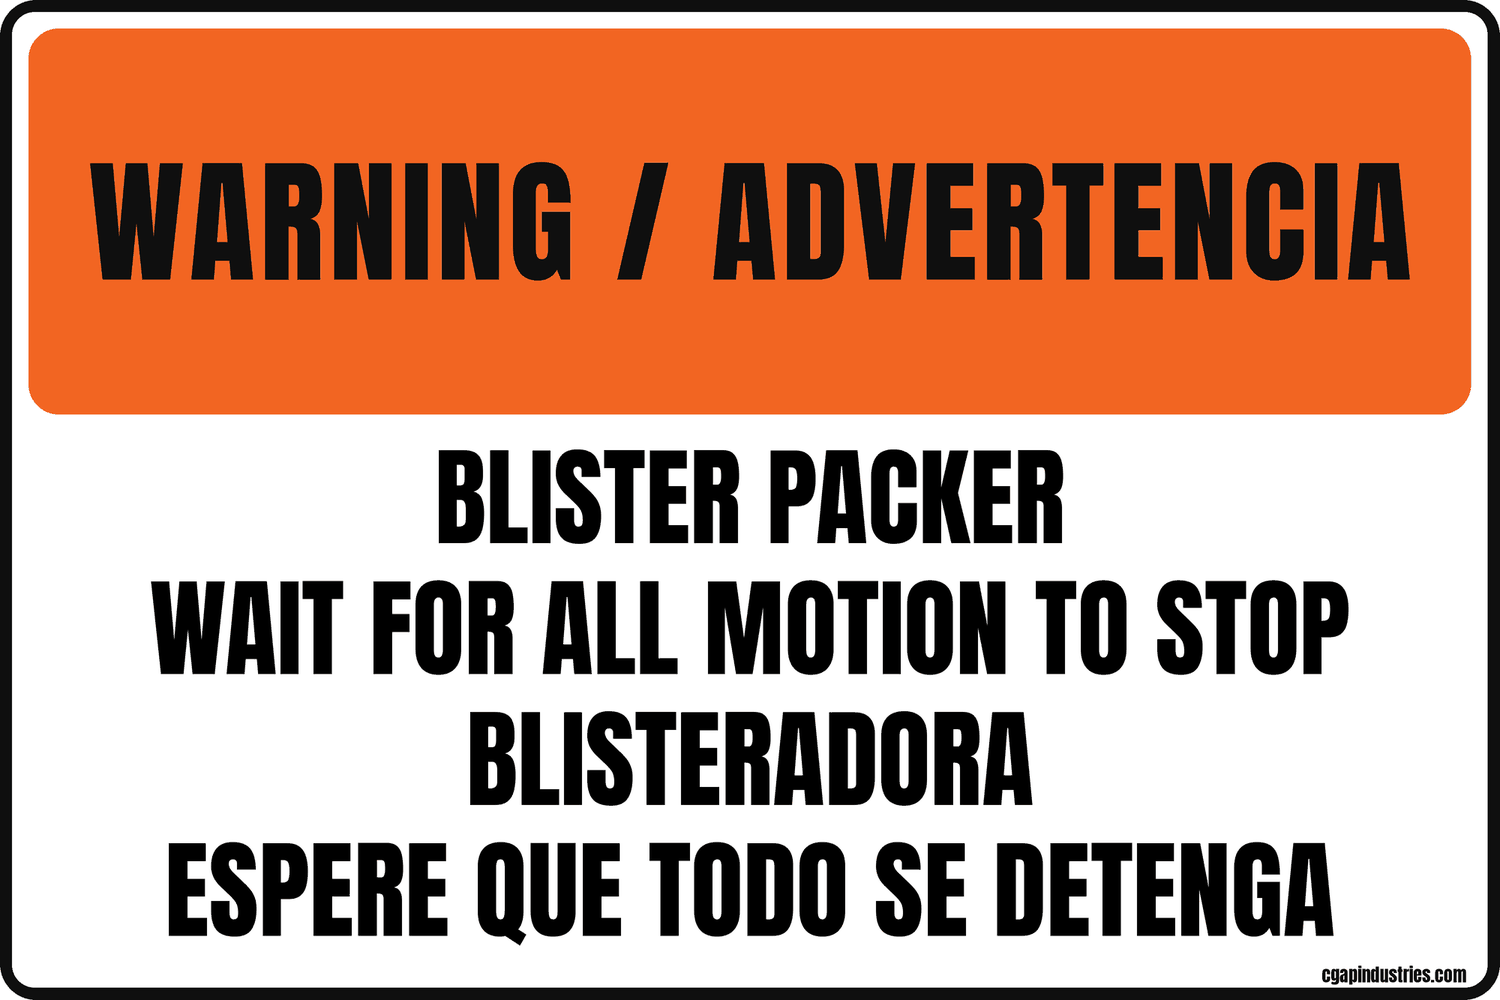 WARNING / ADVERTENCIA
BLISTER PACKER
WAIT FOR ALL MOTION TO STOP
BLISTERADORA
ESPERE QUE TODO SE DETENGA
cgapindustries.com